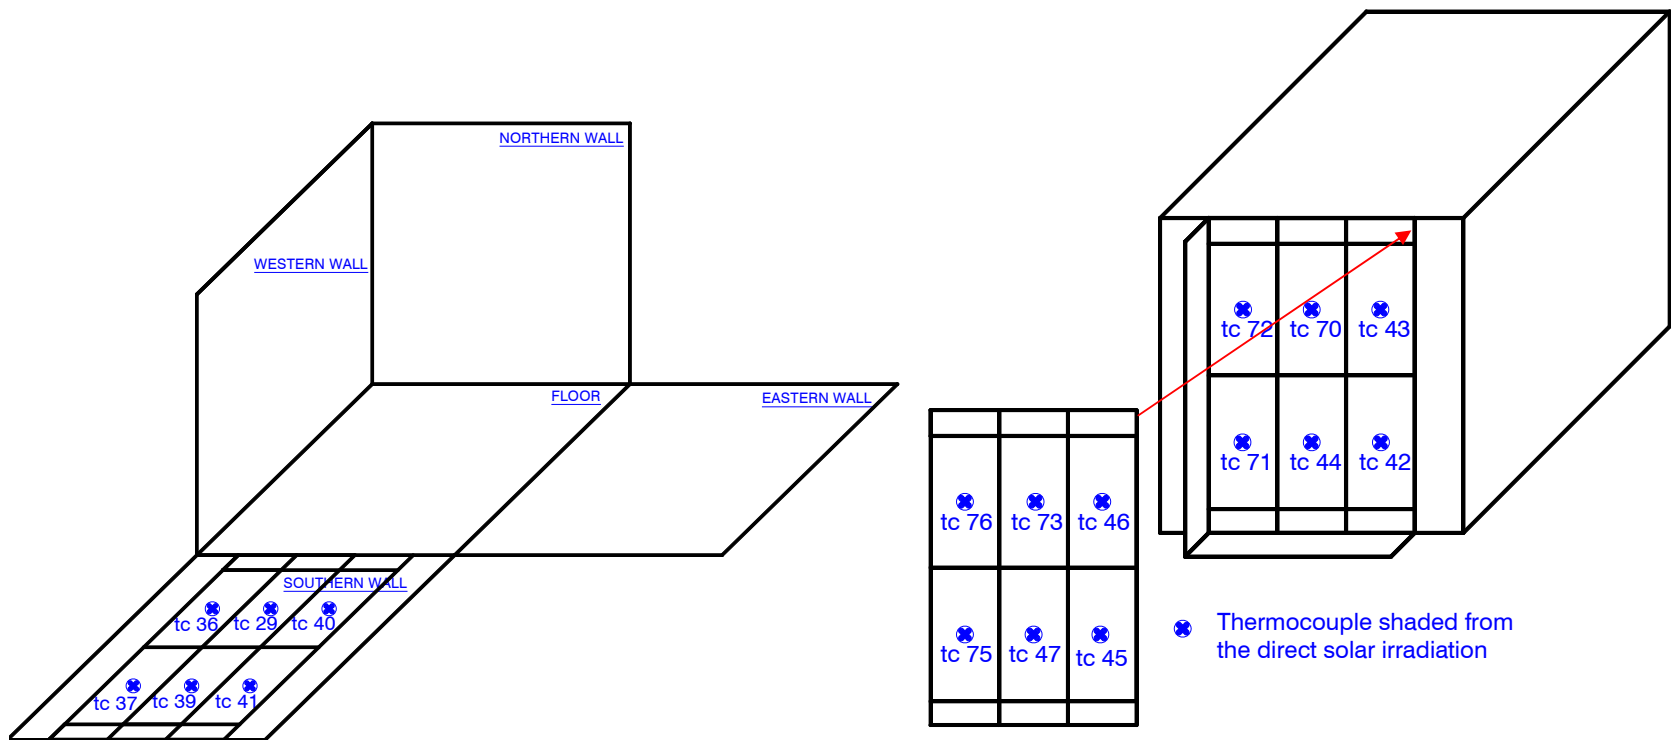 NORTHERN WALL
WESTERN WALL
FLOOR
EASTERN WALL
SOUTHERN WALL
tc 36
tc 29
tc 40
tc 37
tc 39
tc 41
tc 76
tc 73
tc 46
tc 75
tc 47
tc 45
tc 72
tc 70
tc 43
tc 71
tc 44
tc 42
Thermocouple shaded from
the direct solar irradiation